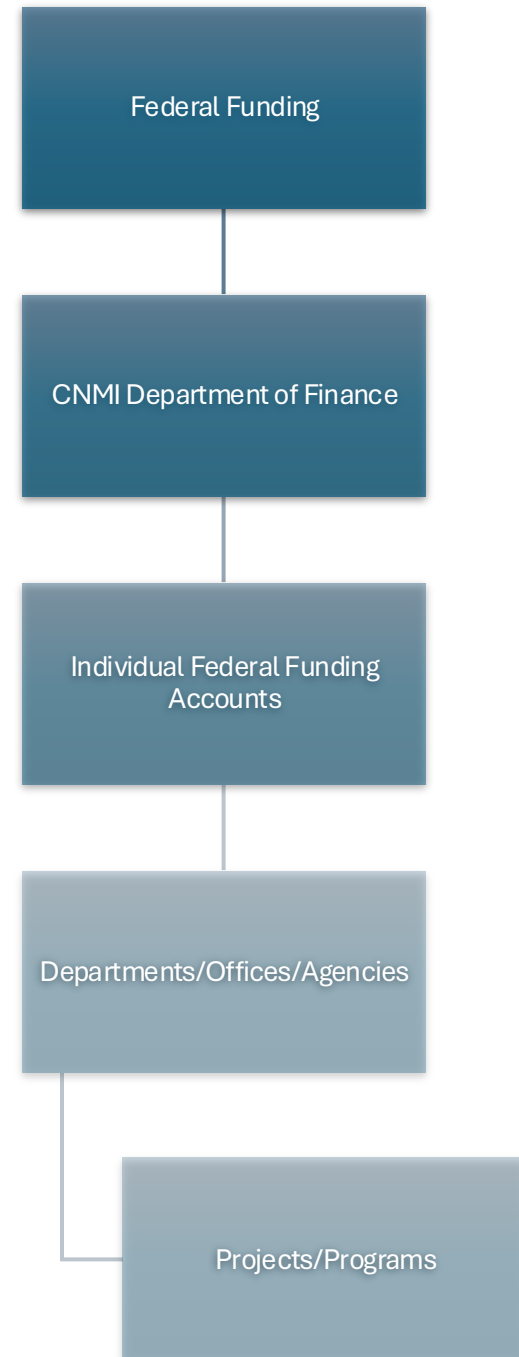 Federal Funding
CNMI Department of Finance
Individual Federal Funding
Accounts
Departments/Offices/Agencies
Projects/Programs